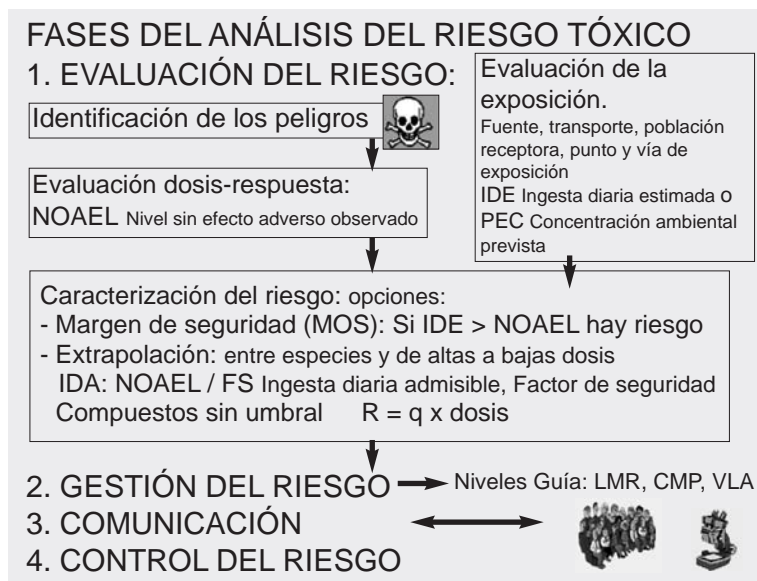 FASES DEL ANÁLISIS DEL RIESGO TÓXICO
1. EVALUACIÓN DEL RIESGO:
Identificación de los peligros
Evaluación dosis-respuesta:
NOAEL Nivel sin efecto adverso observado
Evaluación de la
exposición.
Fuente, transporte, población
receptora, punto y vía de
exposición
IDE Ingesta diaria estimada o
PEC Concentración ambiental
prevista
Caracterización del riesgo: opciones:
- Margen de seguridad (MOS): Si IDE > NOAEL hay riesgo
- Extrapolación: entre especies y de altas a bajas dosis
IDA: NOAEL / FS Ingesta diaria admisible, Factor de seguridad
Compuestos sin umbral R = q x dosis
2. GESTIÓN DEL RIESGO
Niveles Guía: LMR, CMP, VLA
3. COMUNICACIÓN
4. CONTROL DEL RIESGO